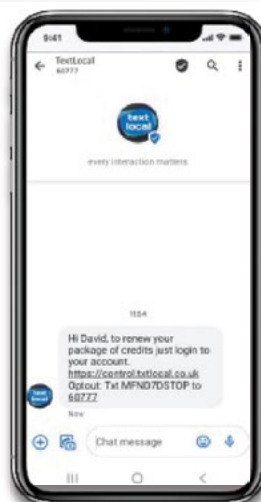 9:41
TextLocal
60777
text
local
every interaction matters
11:54
Hi David, to renew your
package of credits just login to
your account.
https://control.txtlocal.co.uk
Optout: Txt MFND7DSTOP to
60777
Now
Chat message